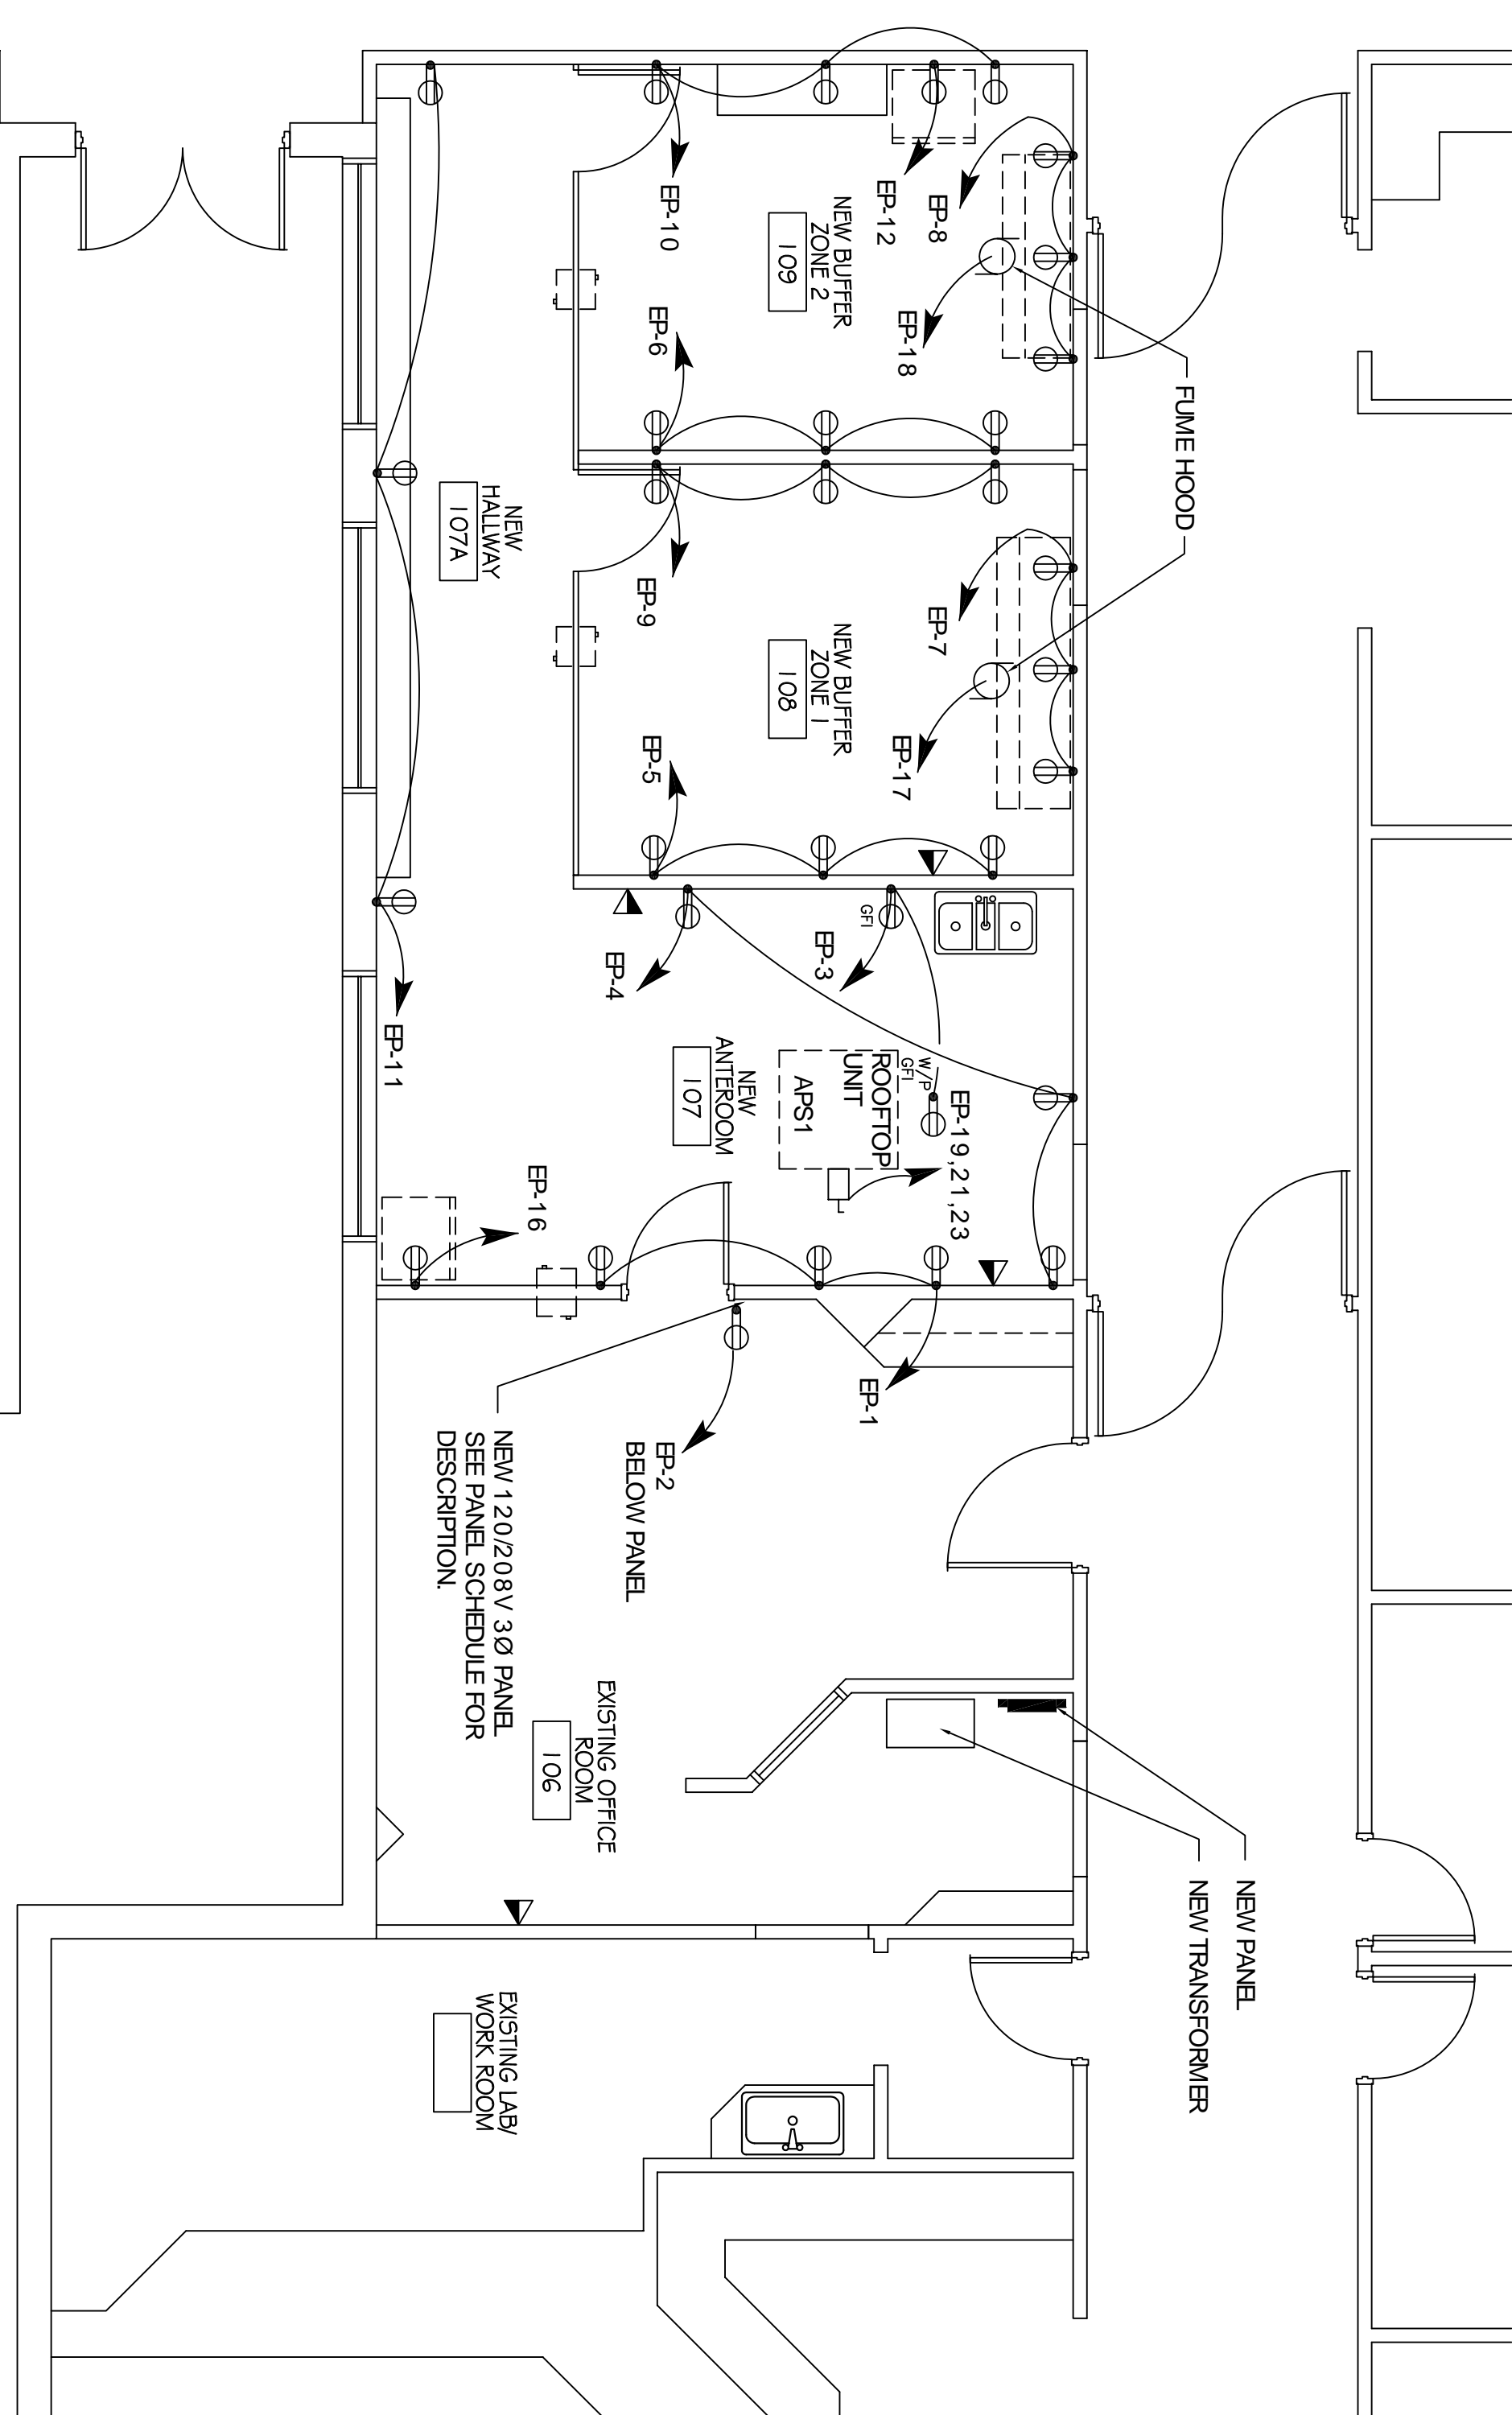 FUME HOOD
NEW PANEL
NEW TRANSFORMER
EP-8
EP-12
EP-10
NEW BUFFER
ZONE 2
109
EP-18
EP-6
EP-7
EP-9
NEW BUFFER
ZONE 1
108
EP-17
EP-5
NEW
HALLWAY
107A
GFI
EP-3
EP-4
EP-11
W/P
GFI
EP-19,21,23
ROOFTOP
UNIT
APS1
NEW
ANTEROOM
107
EP-16
EP-1
EP-2
BELOW PANEL
NEW 120/208V 3Ø PANEL
SEE PANEL SCHEDULE FOR
DESCRIPTION.
EXISTING OFFICE
ROOM
106
EXISTING LAB/
WORK ROOM